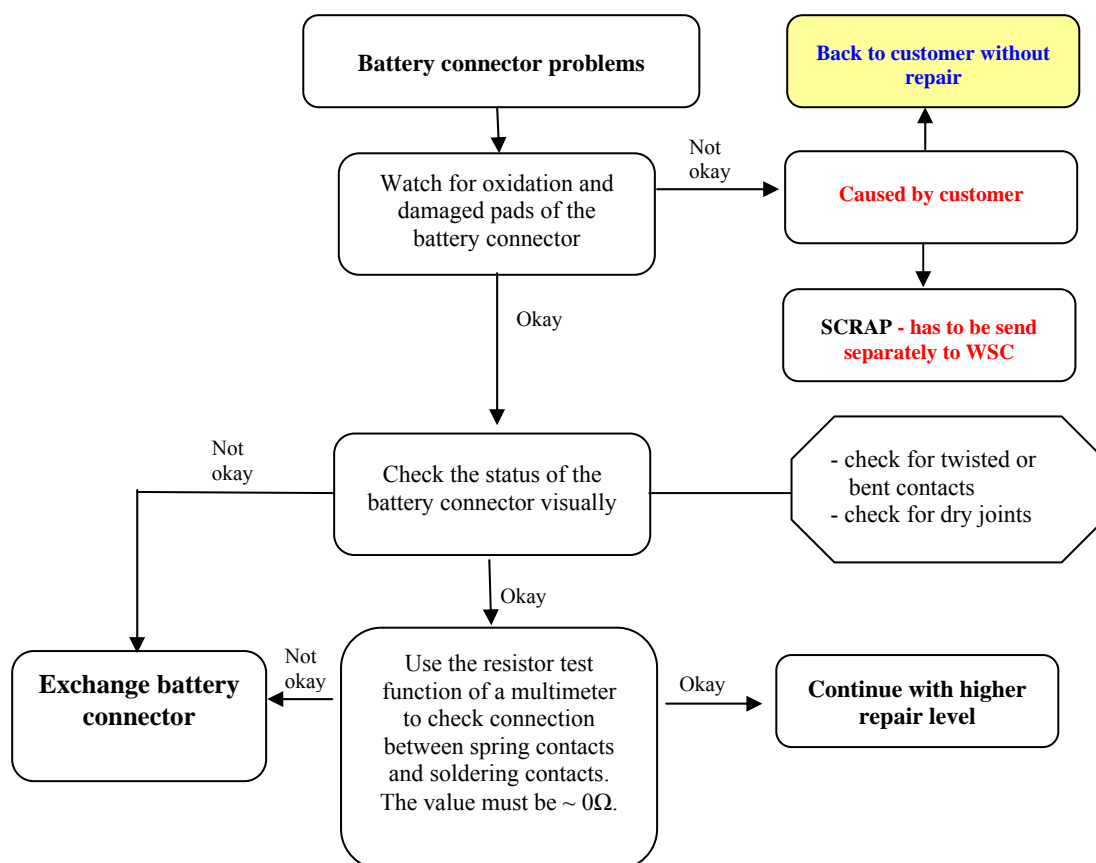 Battery connector problems
Back to customer without
repair
Not
okay
Watch for oxidation and
damaged pads of the
battery connector
Caused by customer
Okay
SCRAP - has to be send
separately to WSC
Not
okay
Check the status of the
battery connector visually
- check for twisted or
bent contacts
- check for dry joints
Okay
Exchange battery
connector
Not
okay
Use the resistor test
function of a multimeter
to check connection
between spring contacts
and soldering contacts.
The value must be ~ 0Ω.
Okay
Continue with higher
repair level